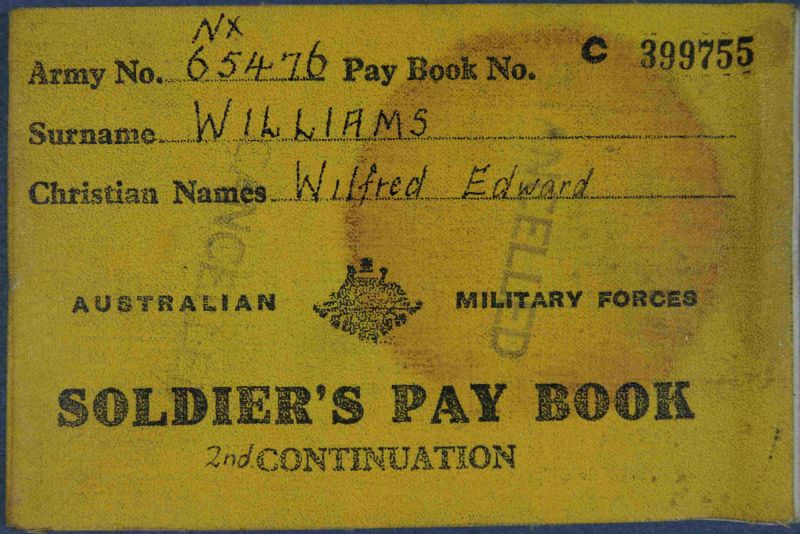 NX
Army No. 65476 Pay Book No. C 399755
Surname WILLIAMS
Christian Names Wilfred Edward
CANCELLED
AUSTRALIAN MILITARY FORCES
SOLDIER'S PAY BOOK
2nd CONTINUATION